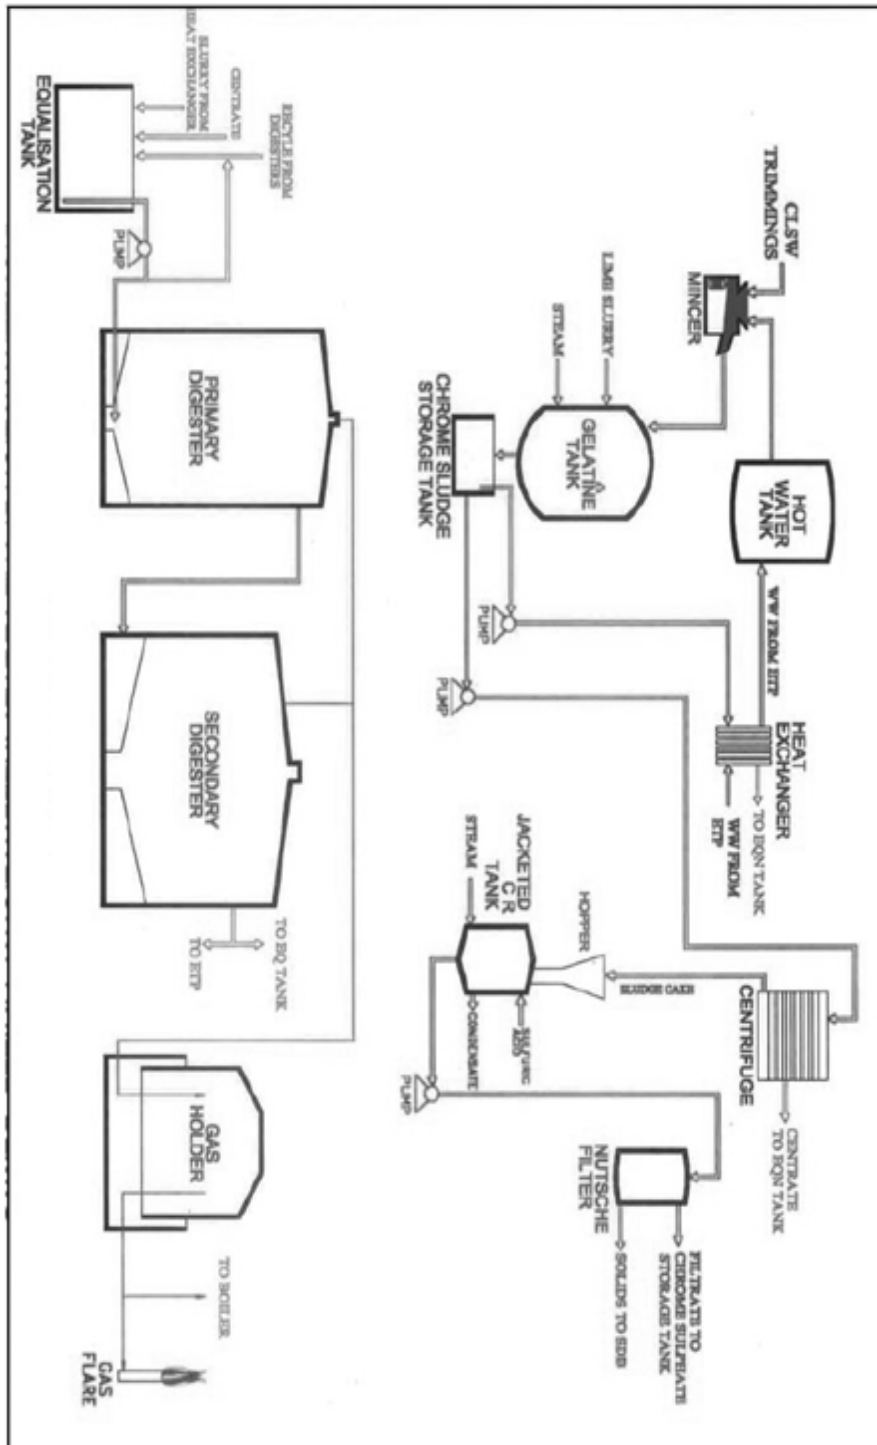 CLSW
TRIMMINGS
MINCER
HOT
WATER
TANK
WW FROM ETP
HEAT
EXCHANGER
TO EQN TANK
WW FROM
ETP
LIME SLURRY
STEAM
GELATINE
TANK
CHROME SLUDGE
STORAGE TANK
PUMP
PUMP
CENTRIFUGE
CENTRATE
TO EQN TANK
SLUDGE CAKE
HOPPER
JACKETED
C R
TANK
STEAM
SULFURIC
ACID
CONDENSATE
PUMP
NUTSCHE
FILTER
FILTRATE TO
CHROME SULPHATE
STORAGE TANK
SOLIDS TO SDB
SLURRY FROM
HEAT EXCHANGER
CENTRATE
RECYLE FROM
DIGESTERS
EQUALISATION
TANK
PUMP
PRIMARY
DIGESTER
SECONDARY
DIGESTER
TO EQ TANK
TO ETP
GAS
HOLDER
TO BOILER
GAS
FLARE